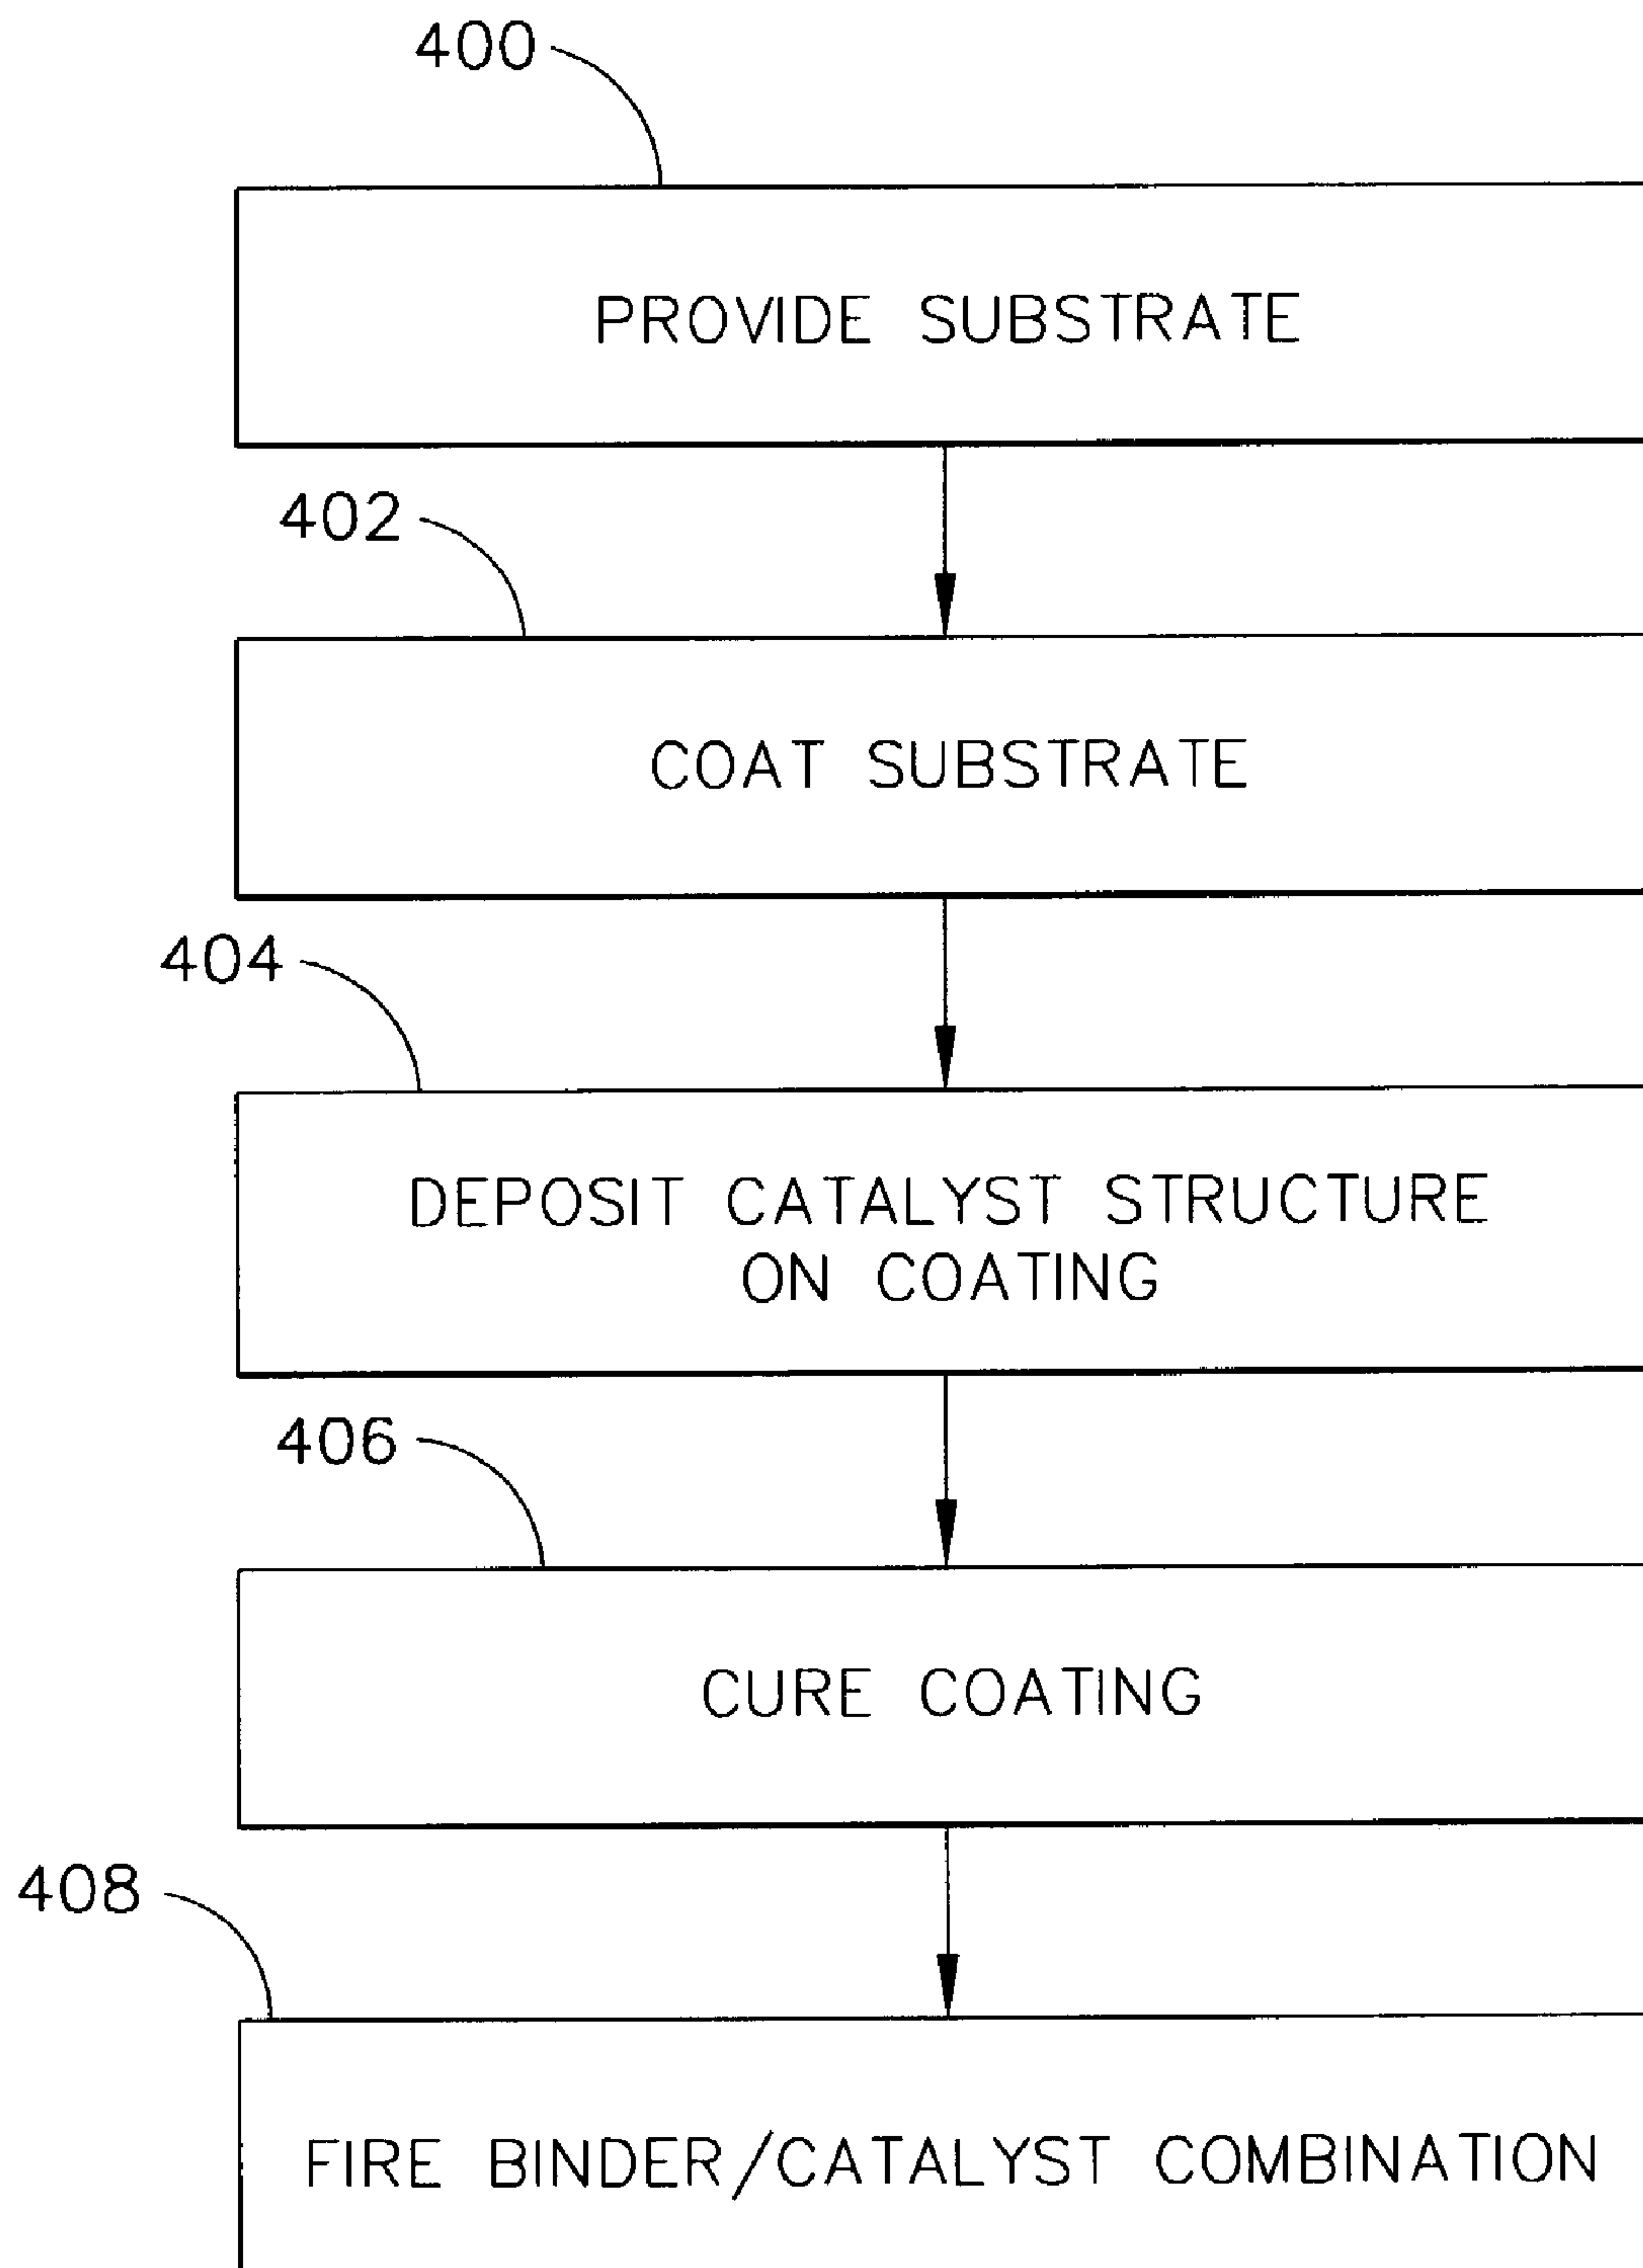 400
PROVIDE SUBSTRATE
402
COAT SUBSTRATE
404
DEPOSIT CATALYST STRUCTURE
ON COATING
406
CURE COATING
408
FIRE BINDER/CATALYST COMBINATION